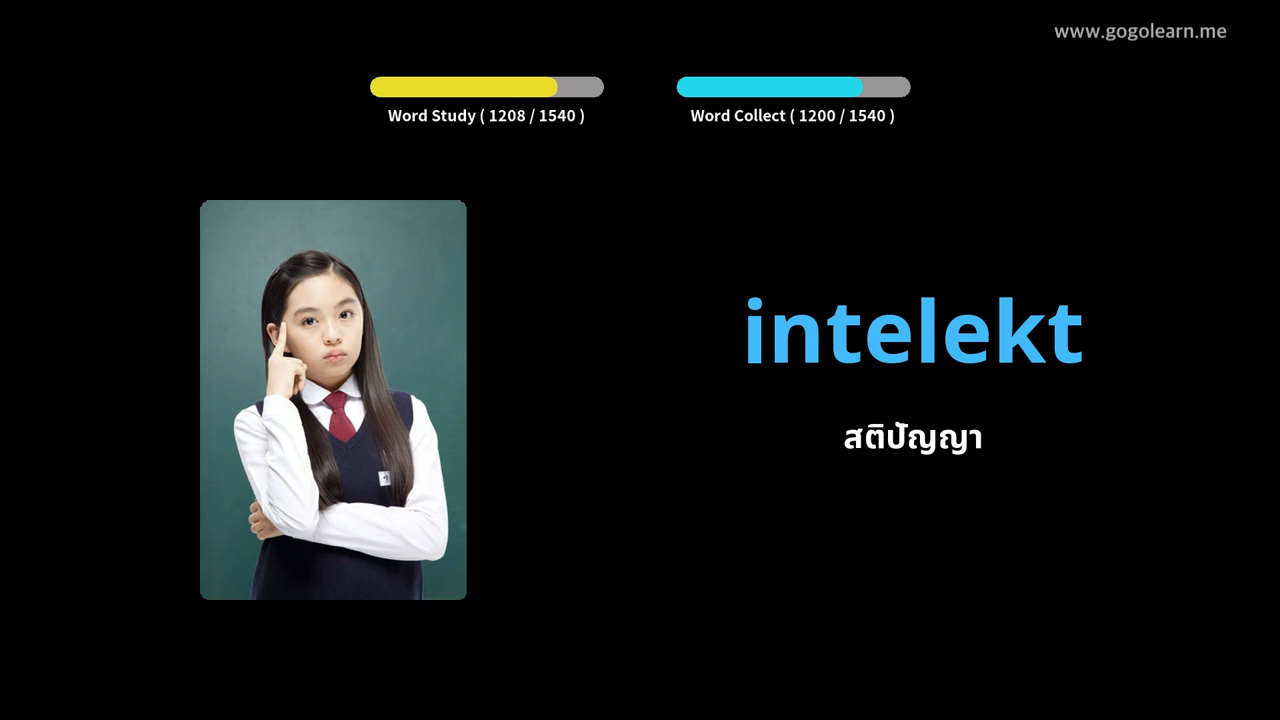 www.gogolearn.me
Word Study ( 1208 / 1540 )
Word Collect ( 1200 / 1540 )
intelekt
สติปัญญา